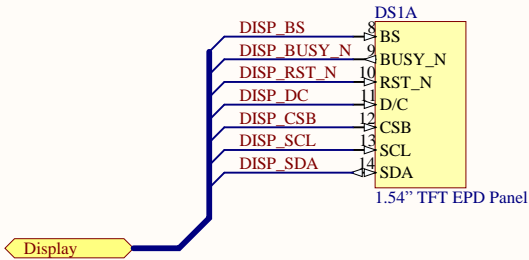 DS1A
DISP_BS 8 BS
DISP_BUSY_N 9 BUSY_N
DISP_RST_N 10 RST_N
DISP_DC 11 D/C
DISP_CSB 12 CSB
DISP_SCL 13 SCL
DISP_SDA 14 SDA
1.54” TFT EPD Panel
Display